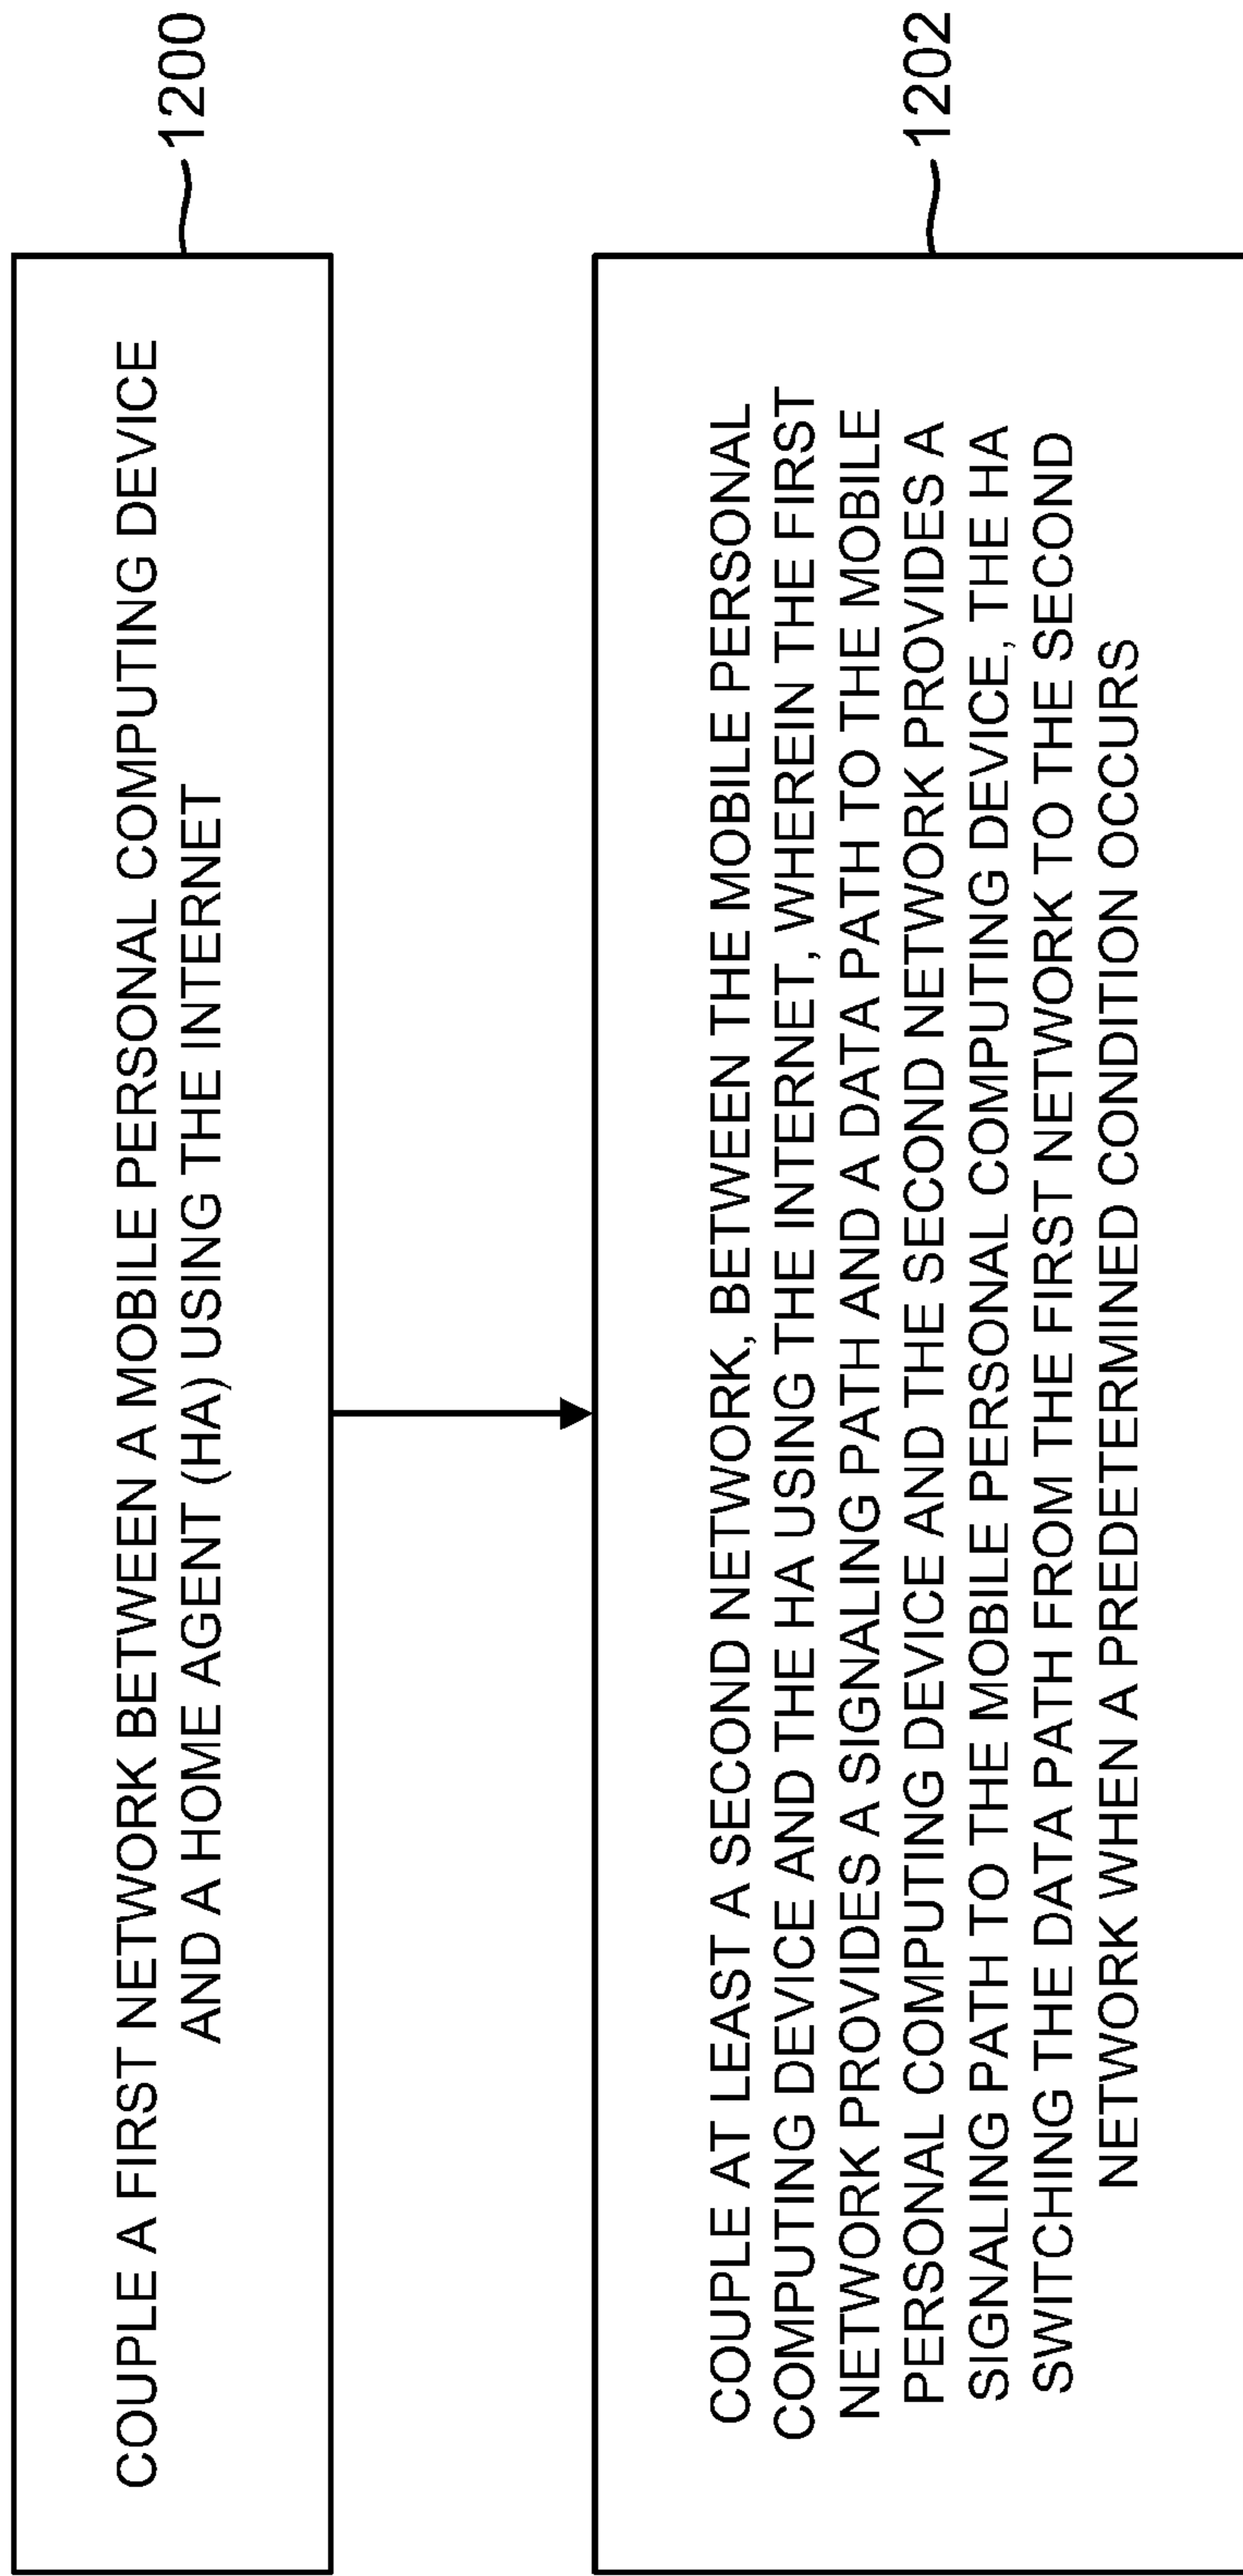 COUPLE A FIRST NETWORK BETWEEN A MOBILE PERSONAL COMPUTING DEVICE
AND A HOME AGENT (HA) USING THE INTERNET
1200
COUPLE AT LEAST A SECOND NETWORK, BETWEEN THE MOBILE PERSONAL
COMPUTING DEVICE AND THE HA USING THE INTERNET, WHEREIN THE FIRST
NETWORK PROVIDES A SIGNALING PATH AND A DATA PATH TO THE MOBILE
PERSONAL COMPUTING DEVICE AND THE SECOND NETWORK PROVIDES A
SIGNALING PATH TO THE MOBILE PERSONAL COMPUTING DEVICE, THE HA
SWITCHING THE DATA PATH FROM THE FIRST NETWORK TO THE SECOND
NETWORK WHEN A PREDETERMINED CONDITION OCCURS
1202